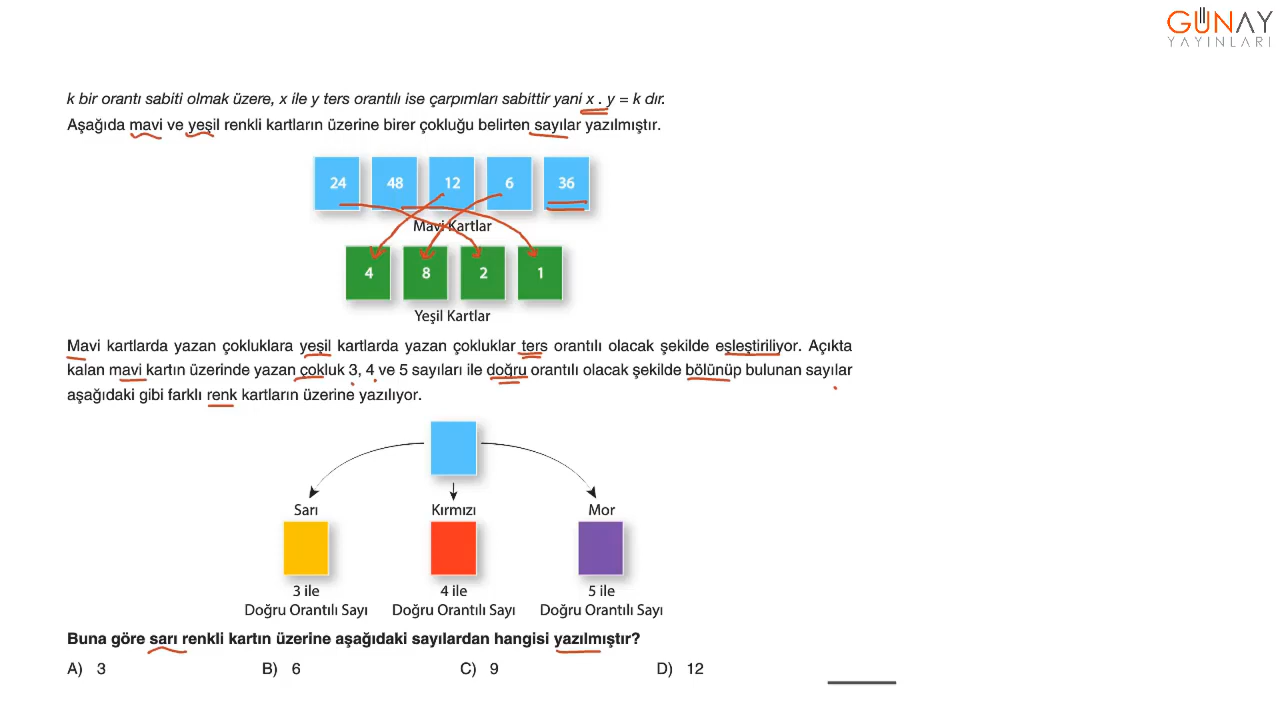 GÜNAY
YAYINLARI
k bir orantı sabiti olmak üzere, x ile y ters orantılı ise çarpımları sabittir yani x . y = k dır.
Aşağıda mavi ve yeşil renkli kartların üzerine birer çokluğu belirten sayılar yazılmıştır.
24 48 12 6 36
Mavi Kartlar
4 8 2 1
Yeşil Kartlar
Mavi kartlarda yazan çokluklara yeşil kartlarda yazan çokluklar ters orantılı olacak şekilde eşleştiriliyor. Açıkta
kalan mavi kartın üzerinde yazan çokluk 3, 4 ve 5 sayıları ile doğru orantılı olacak şekilde bölünüp bulunan sayılar
aşağıdaki gibi farklı renk kartların üzerine yazılıyor.
Sarı Kırmızı Mor
3 ile 4 ile 5 ile
Doğru Orantılı Sayı Doğru Orantılı Sayı Doğru Orantılı Sayı
Buna göre sarı renkli kartın üzerine aşağıdaki sayılardan hangisi yazılmıştır?
A) 3 B) 6 C) 9 D) 12